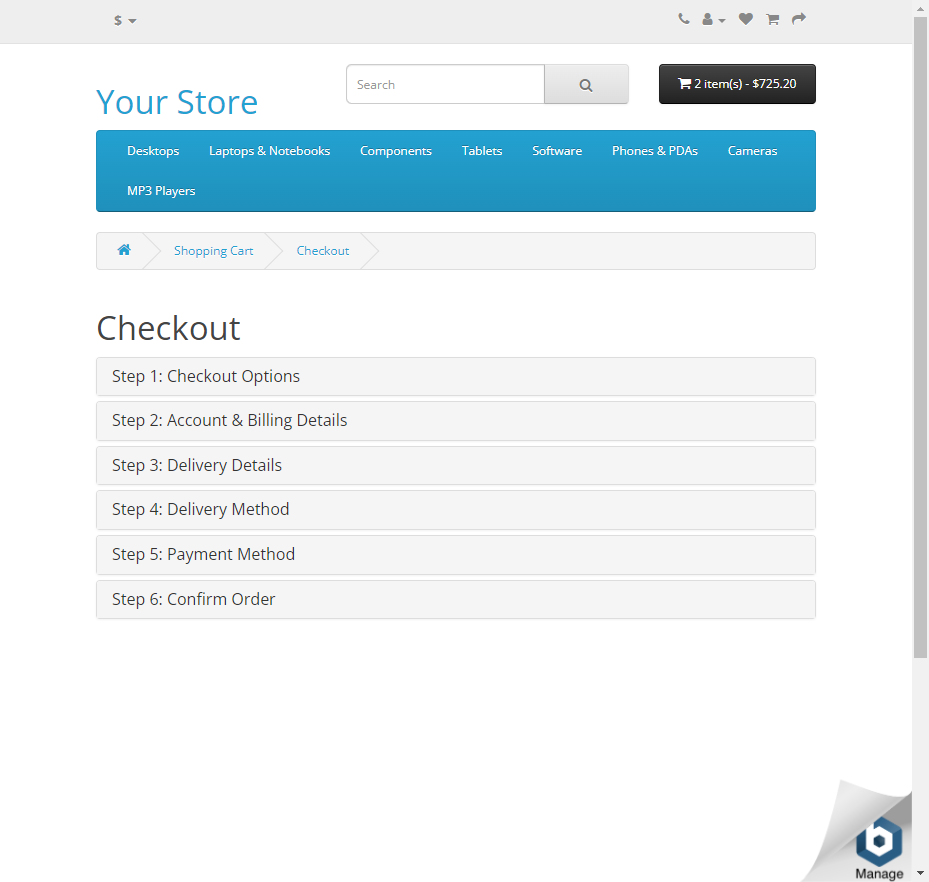 $
Search
2 item(s) - $725.20
Your Store
Desktops Laptops & Notebooks Components Tablets Software Phones & PDAs Cameras
MP3 Players
Shopping Cart Checkout
Checkout
Step 1: Checkout Options
Step 2: Account & Billing Details
Step 3: Delivery Details
Step 4: Delivery Method
Step 5: Payment Method
Step 6: Confirm Order
b
Manage